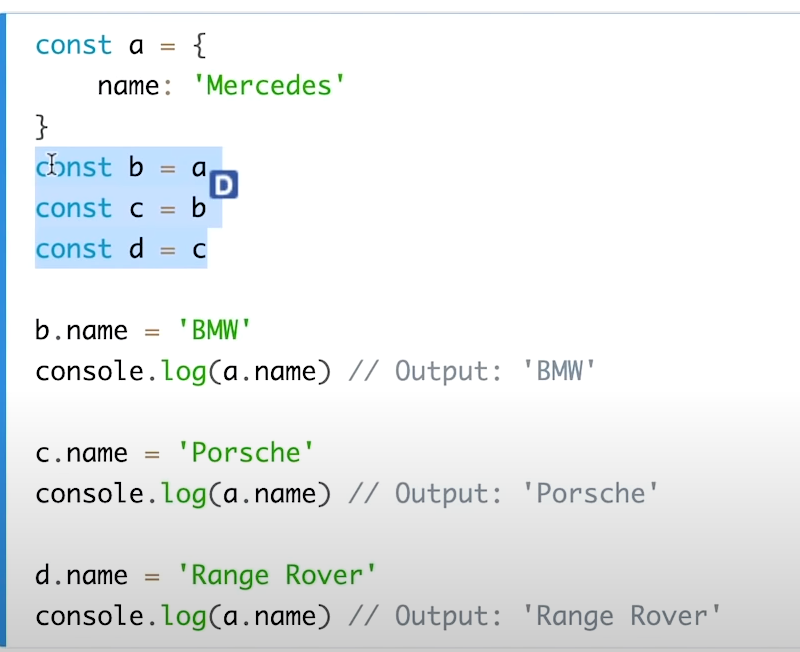 const a = {
    name: 'Mercedes'
}
const b = a
D
const c = b
const d = c

b.name = 'BMW'
console.log(a.name) // Output: 'BMW'

c.name = 'Porsche'
console.log(a.name) // Output: 'Porsche'

d.name = 'Range Rover'
console.log(a.name) // Output: 'Range Rover'